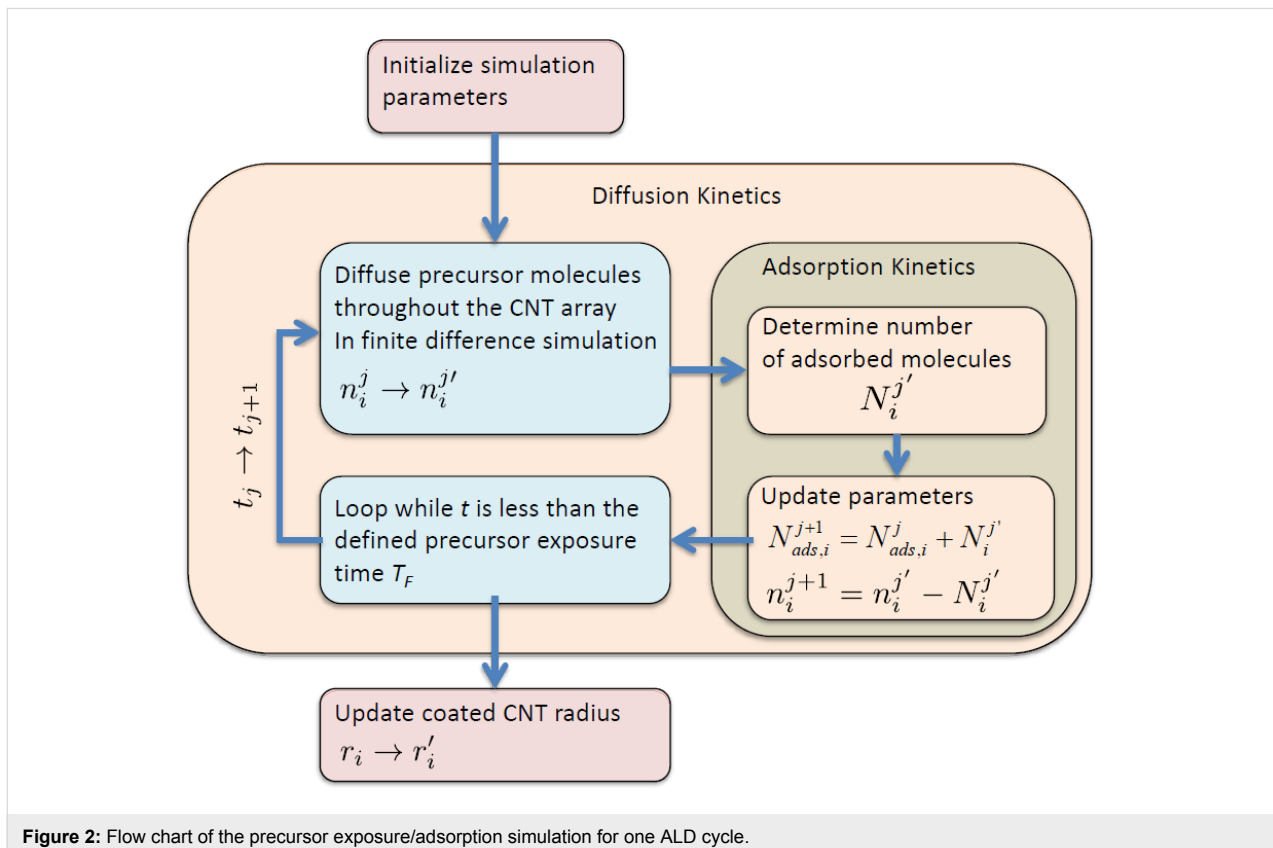 Initialize simulation
parameters
Diffusion Kinetics
Diffuse precursor molecules
throughout the CNT array
In finite difference simulation
$n_i^j \rightarrow n_i^{j'}$
Adsorption Kinetics
Determine number
of adsorbed molecules
$N_i^{j'}$
Update parameters
$N_{ads,i}^{j+1} = N_{ads,i}^{j} + N_i^{j'}$
$n_i^{j+1} = n_i^{j'} - N_i^{j'}$
Loop while t is less than the
defined precursor exposure
time $T_F$
$t_j \rightarrow t_{j+1}$
Update coated CNT radius
$r_i \rightarrow r_i'$
Figure 2: Flow chart of the precursor exposure/adsorption simulation for one ALD cycle.